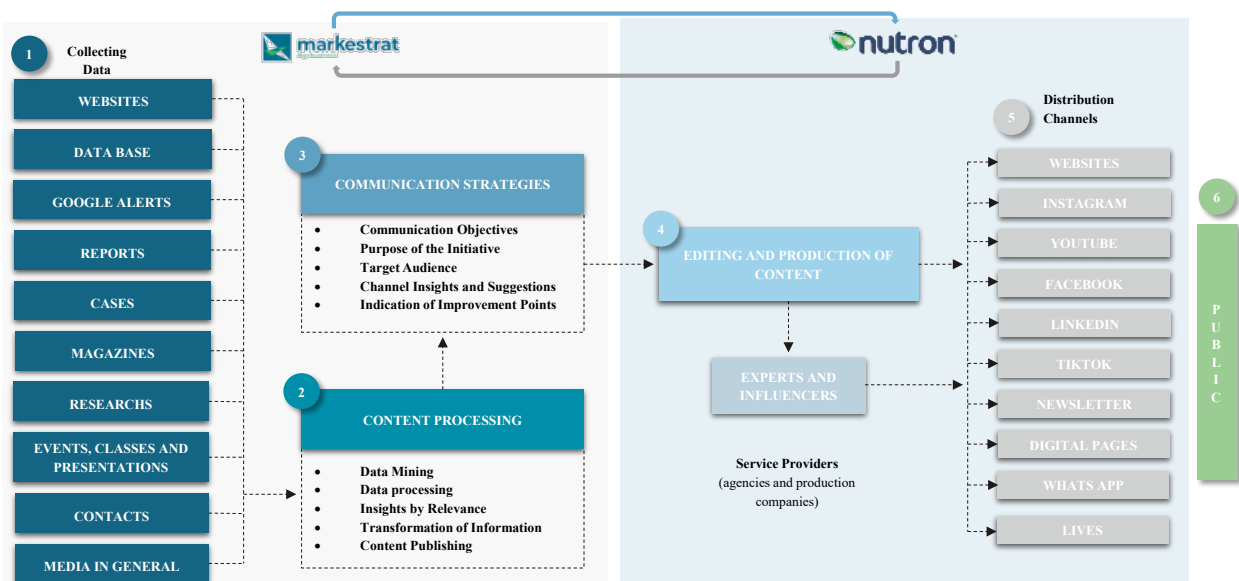 1
Collecting
Data
WEBSITES
DATA BASE
GOOGLE ALERTS
REPORTS
CASES
MAGAZINES
RESEARCHS
EVENTS, CLASSES AND
PRESENTATIONS
CONTACTS
MEDIA IN GENERAL
markestrat
3
COMMUNICATION STRATEGIES
• Communication Objectives
• Purpose of the Initiative
• Target Audience
• Channel Insights and Suggestions
• Indication of Improvement Points
2
CONTENT PROCESSING
• Data Mining
• Data processing
• Insights by Relevance
• Transformation of Information
• Content Publishing
nutron
4
EDITING AND PRODUCTION OF
CONTENT
EXPERTS AND
INFLUENCERS
Service Providers
(agencies and production
companies)
5
Distribution
Channels
WEBSITES
INSTAGRAM
YOUTUBE
FACEBOOK
LINKEDIN
TIKTOK
NEWSLETTER
DIGITAL PAGES
WHATS APP
LIVES
6
PUBLIC